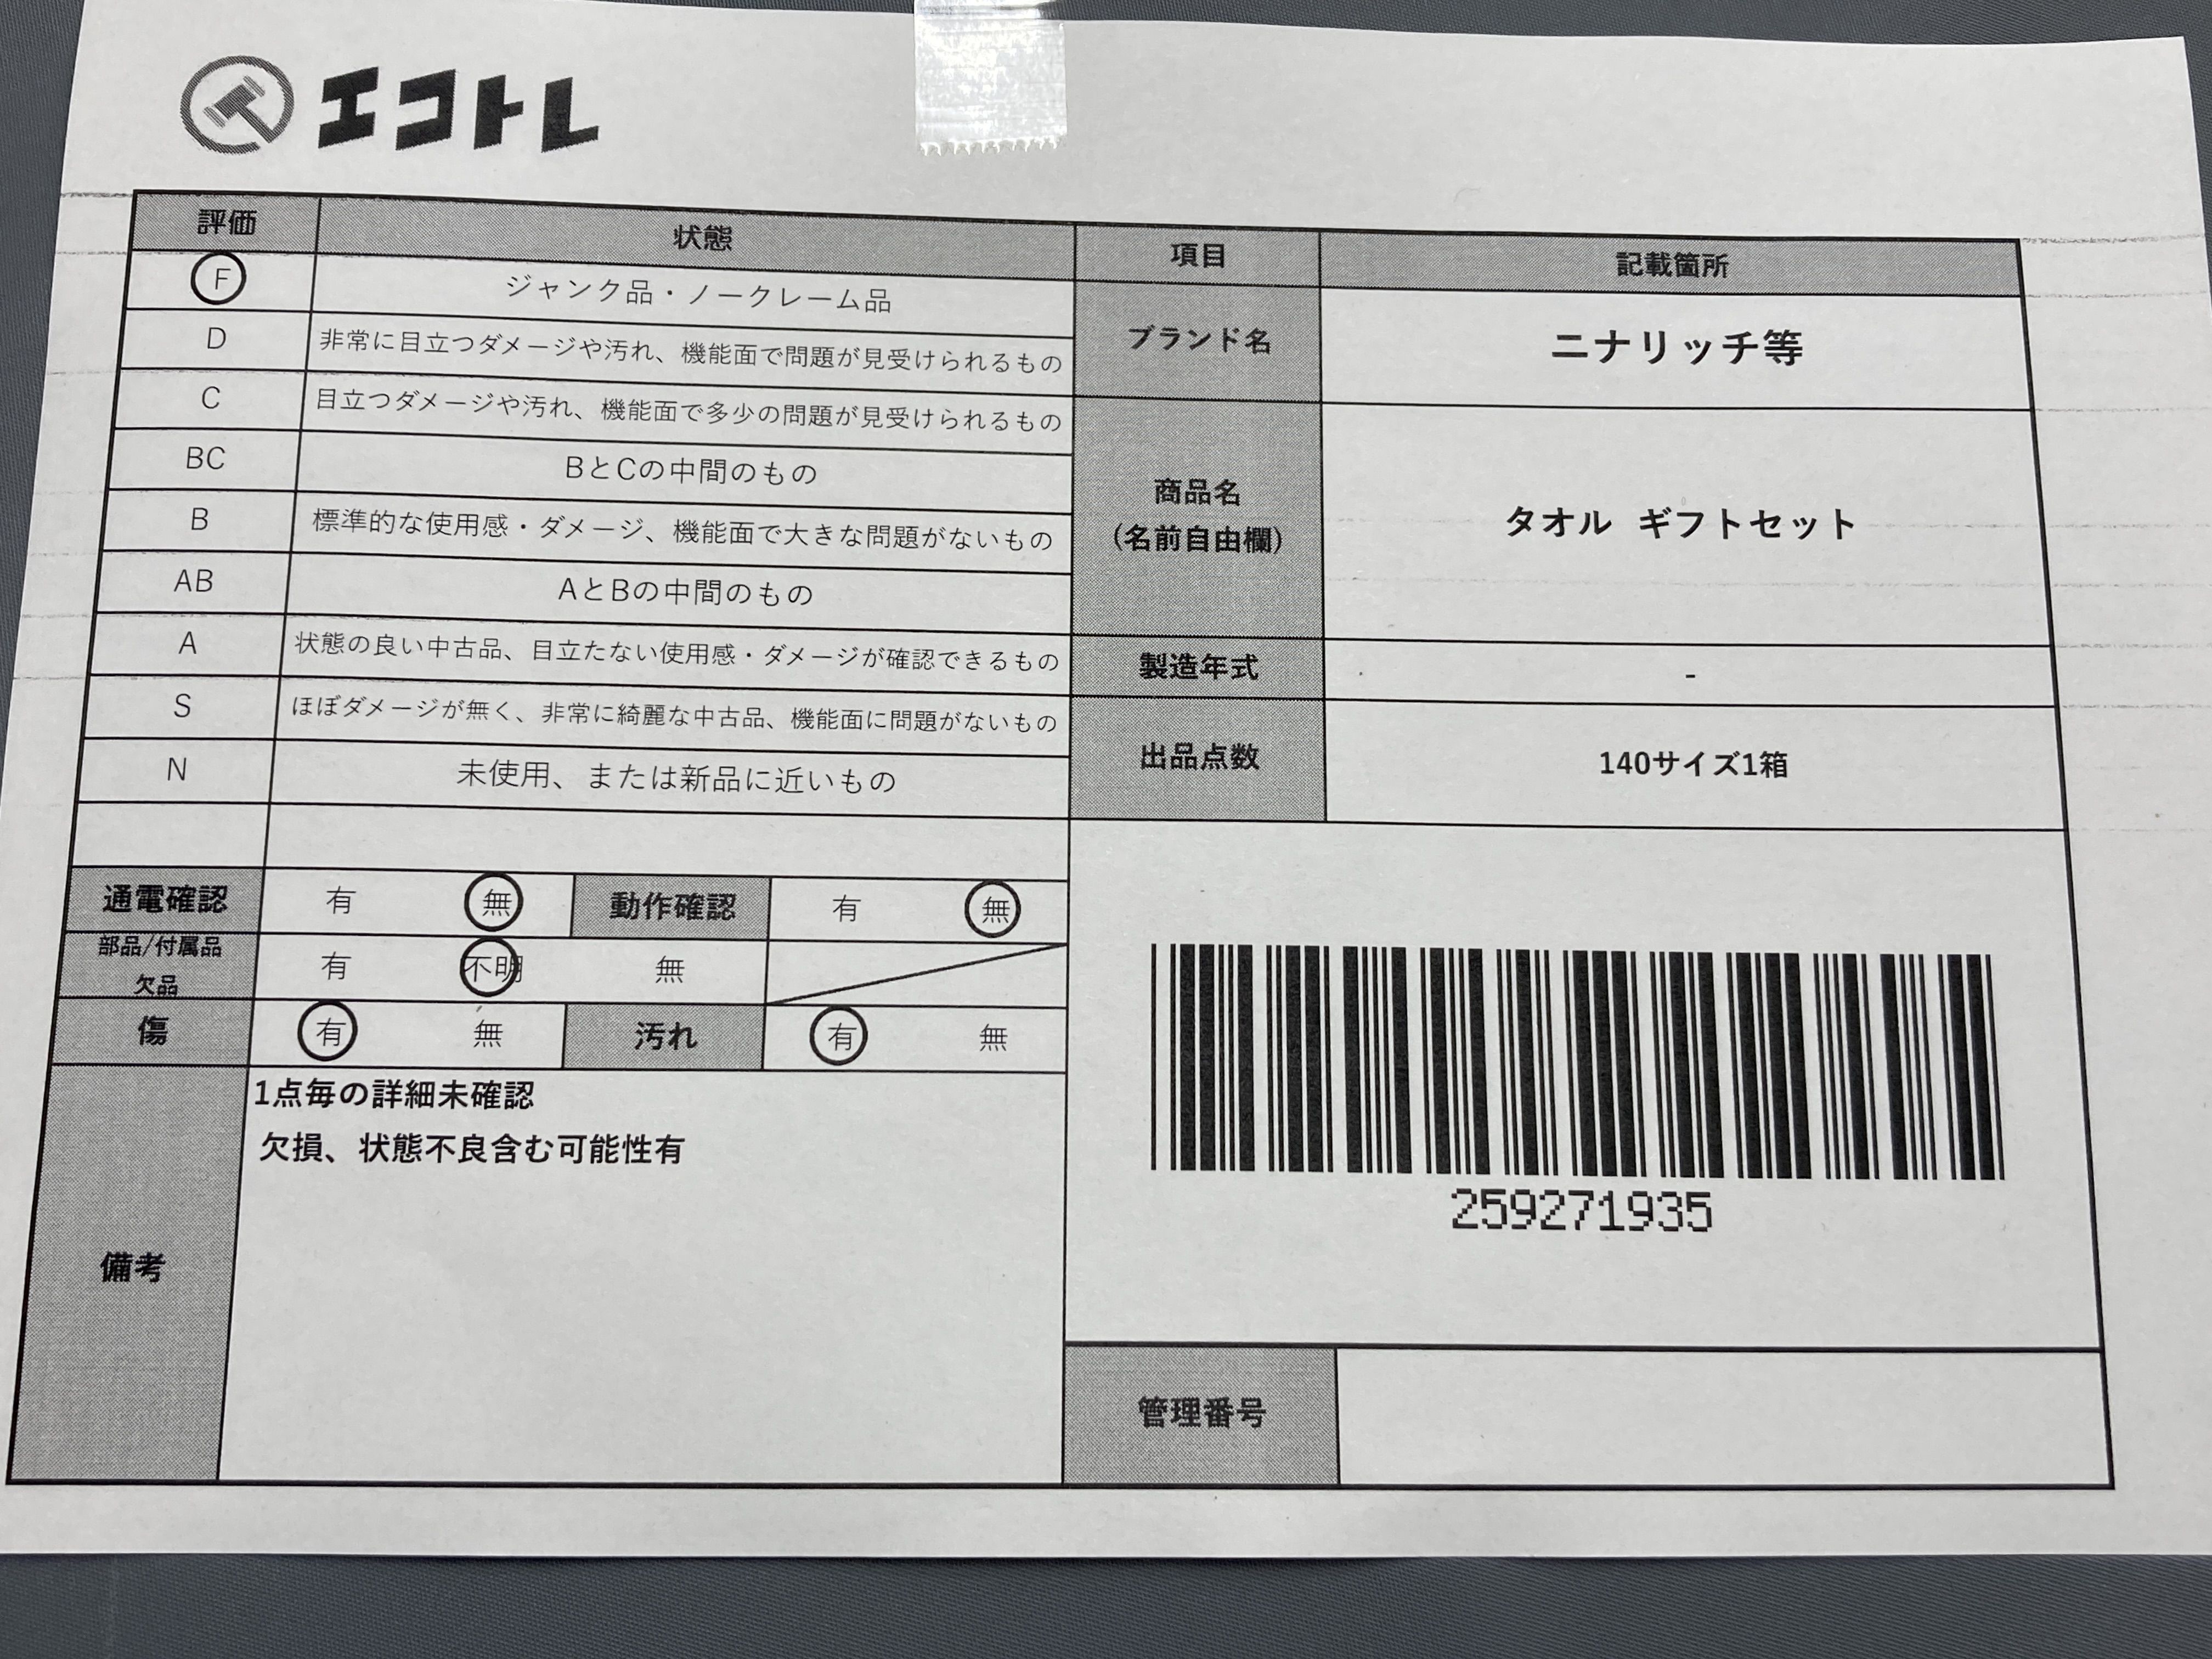 エコトレ
評価 状態
F ジャンク品・ノークレーム品
D 非常に目立つダメージや汚れ、機能面で問題が見受けられるもの
C 目立つダメージや汚れ、機能面で多少の問題が見受けられるもの
BC BとCの中間のもの
B 標準的な使用感・ダメージ、機能面で大きな問題がないもの
AB AとBの中間のもの
A 状態の良い中古品、目立たない使用感・ダメージが確認できるもの
S ほぼダメージが無く、非常に綺麗な中古品、機能面に問題がないもの
N 未使用、または新品に近いもの
通電確認 有 無 動作確認 有 無
部品/付属品
欠品
有 不明 無
傷 有 無 汚れ 有 無
備考
1点毎の詳細未確認
欠損、状態不良含む可能性有
項目 記載箇所
ブランド名 ニナリッチ等
商品名
(名前自由欄)
タオル ギフトセット
製造年式 -
出品点数 140サイズ1箱
259271935
管理番号